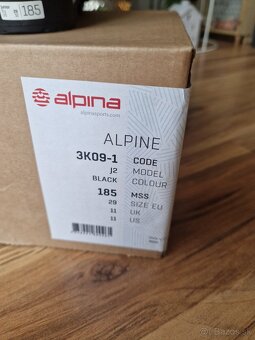 185
alpina
alpinasports.com
ALPINE
3K09-1 CODE
J2 MODEL
BLACK COLOUR
185 MSS
29 SIZE EU
11 UK
11 US